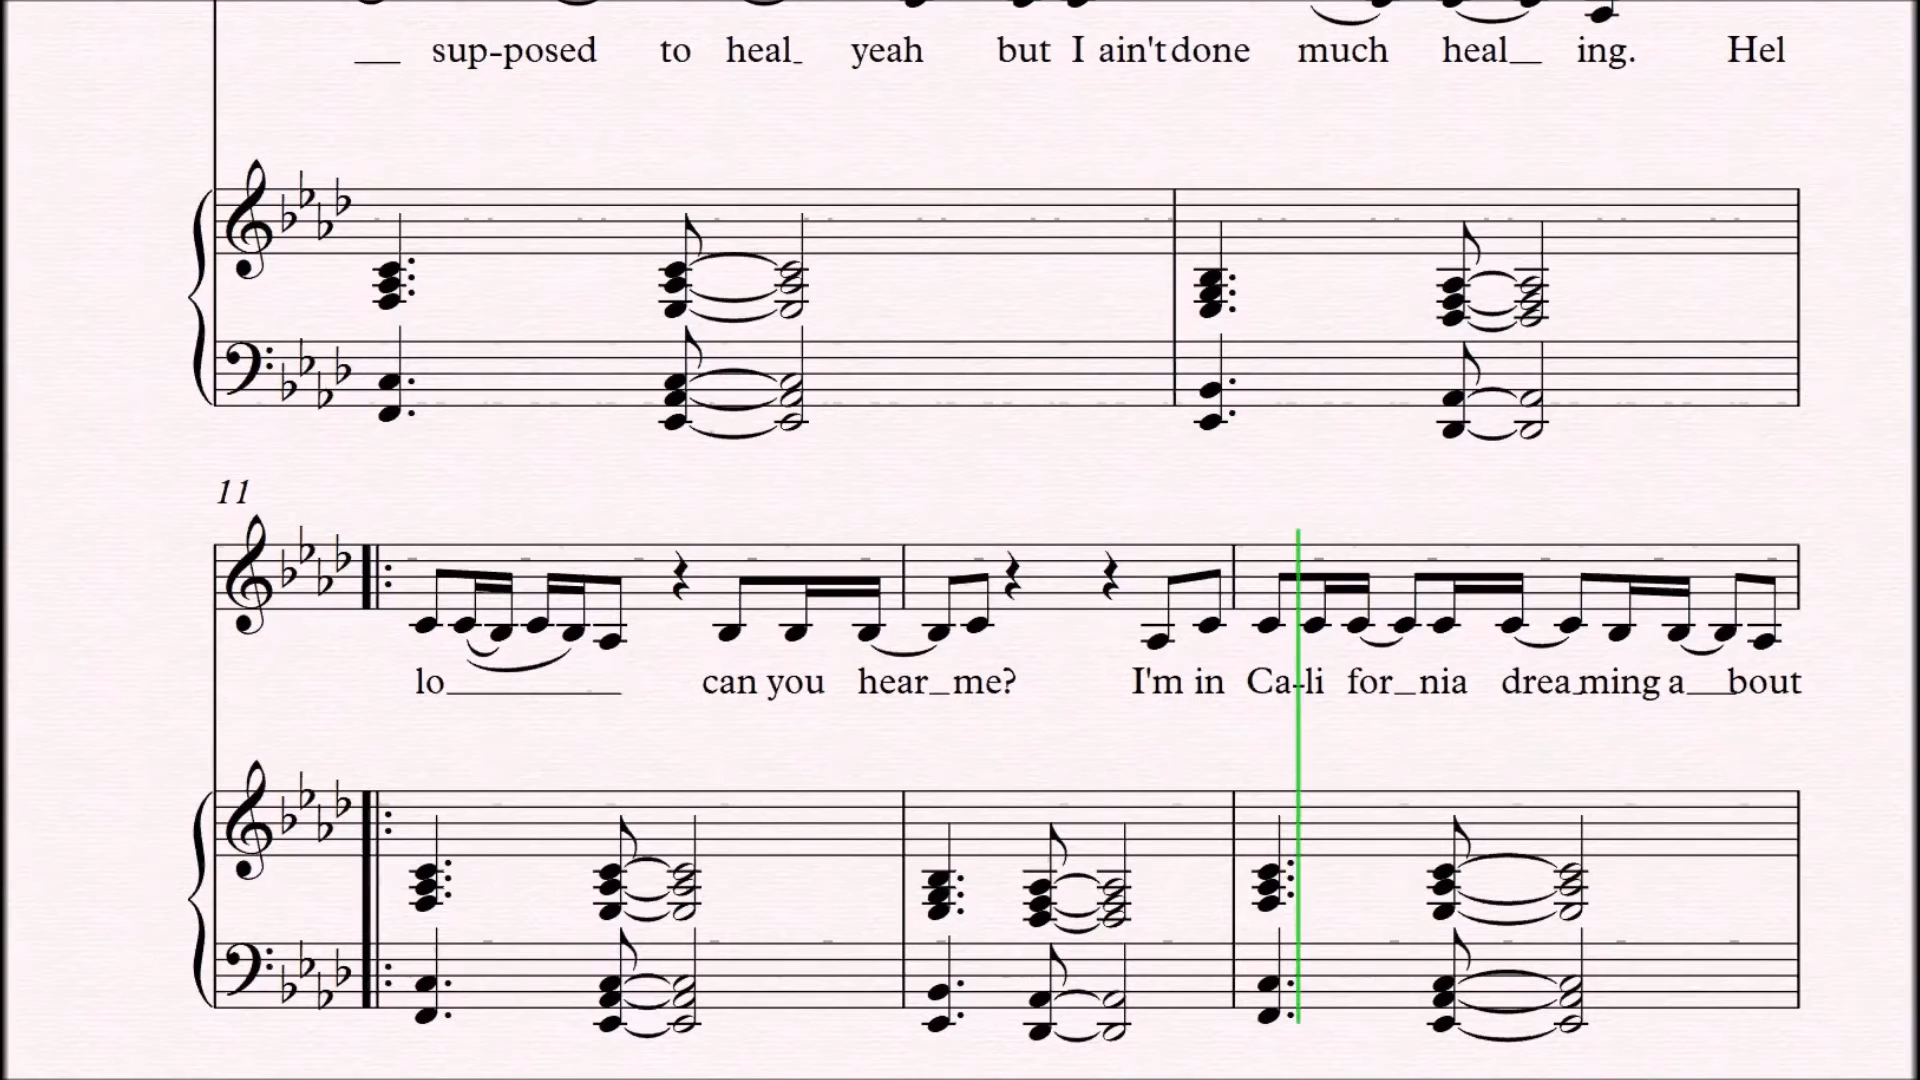 __ sup-posed to heal_ yeah but I ain't done much heal__ ing. Hel
11
lo________ can you hear_me? I'm in Ca-li for_nia drea_ming a__bout